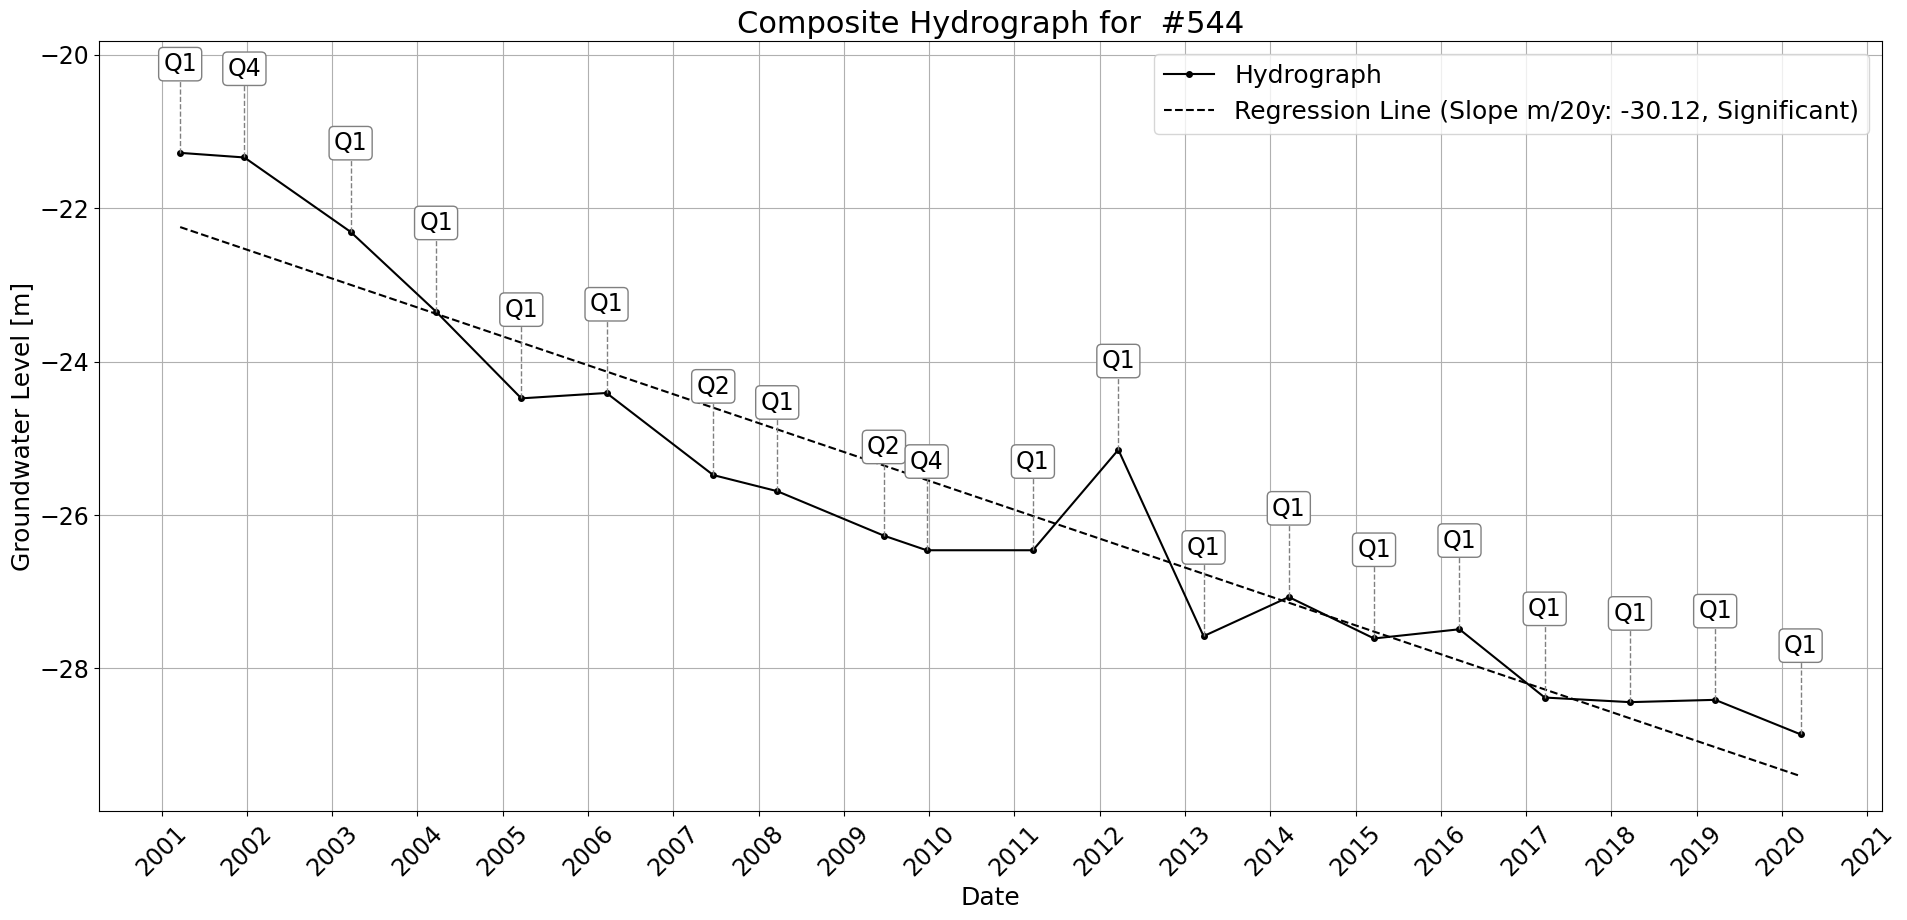 Composite Hydrograph for  #544
Hydrograph
Regression Line (Slope m/20y: -30.12, Significant)
Groundwater Level [m]
−20
−22
−24
−26
−28
Q1
Q4
Q1
Q1
Q1
Q1
Q2
Q1
Q2
Q4
Q1
Q1
Q1
Q1
Q1
Q1
Q1
Q1
Q1
Q1
2001
2002
2003
2004
2005
2006
2007
2008
2009
2010
2011
2012
2013
2014
2015
2016
2017
2018
2019
2020
2021
Date